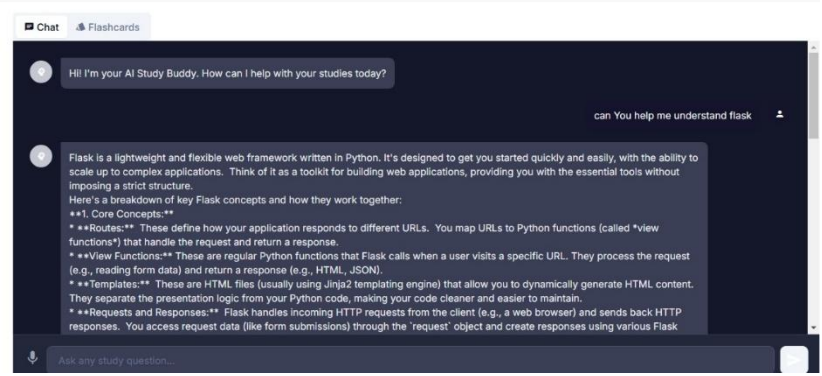 Chat Flashcards
Hi! I'm your AI Study Buddy. How can I help with your studies today?
can You help me understand flask
Flask is a lightweight and flexible web framework written in Python. It's designed to get you started quickly and easily, with the ability to
scale up to complex applications. Think of it as a toolkit for building web applications, providing you with the essential tools without
imposing a strict structure.
Here's a breakdown of key Flask concepts and how they work together:
**1. Core Concepts:**
* **Routes:** These define how your application responds to different URLs. You map URLs to Python functions (called *view
functions*) that handle the request and return a response.
* **View Functions:** These are regular Python functions that Flask calls when a user visits a specific URL. They process the request
(e.g., reading form data) and return a response (e.g., HTML, JSON).
* **Templates:** These are HTML files (usually using Jinja2 templating engine) that allow you to dynamically generate HTML content.
They separate the presentation logic from your Python code, making your code cleaner and easier to maintain.
* **Requests and Responses:** Flask handles incoming HTTP requests from the client (e.g., a web browser) and sends back HTTP
responses. You access request data (like form submissions) through the `request` object and create responses using various Flask
Ask any study question...